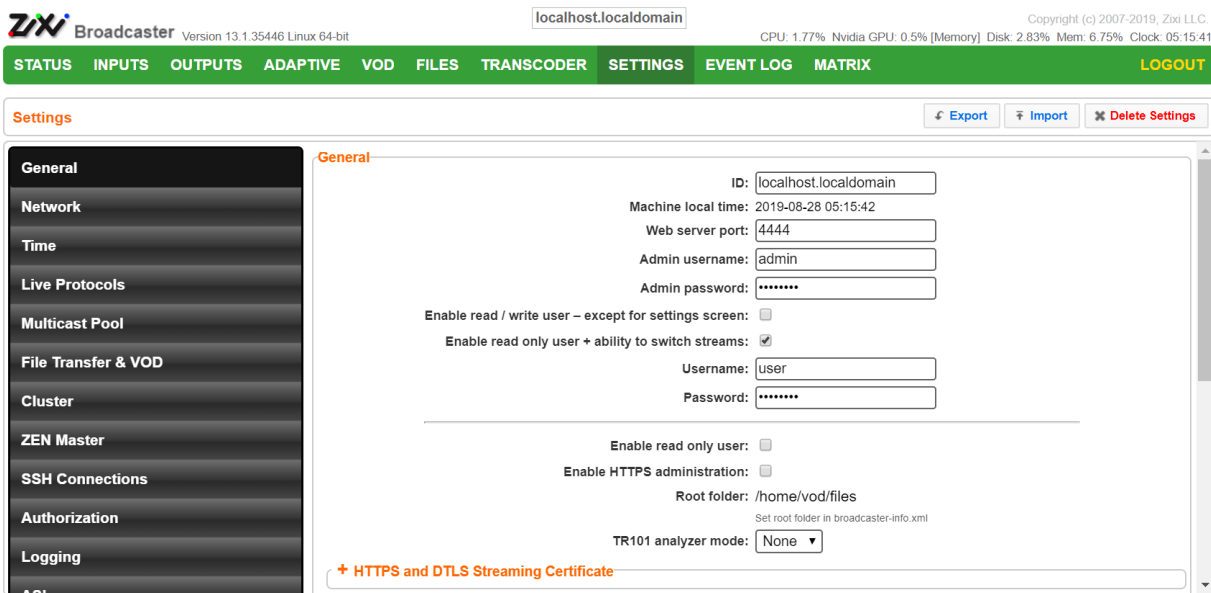 ZiXi Broadcaster Version 13.1.35446 Linux 64-bit
localhost.localdomain
Copyright (c) 2007-2019, Zixi LLC.
CPU: 1.77% Nvidia GPU: 0.5% [Memory] Disk: 2.83% Mem: 6.75% Clock: 05:15:41
STATUS INPUTS OUTPUTS ADAPTIVE VOD FILES TRANSCODER SETTINGS EVENT LOG MATRIX LOGOUT
Settings
Export Import Delete Settings
General
Network
Time
Live Protocols
Multicast Pool
File Transfer & VOD
Cluster
ZEN Master
SSH Connections
Authorization
Logging
General
ID: localhost.localdomain
Machine local time: 2019-08-28 05:15:42
Web server port: 4444
Admin username: admin
Admin password: ••••••••
Enable read / write user – except for settings screen:
Enable read only user + ability to switch streams:
Username: user
Password: ••••••••
Enable read only user:
Enable HTTPS administration:
Root folder: /home/vod/files
Set root folder in broadcaster-info.xml
TR101 analyzer mode: None
+ HTTPS and DTLS Streaming Certificate